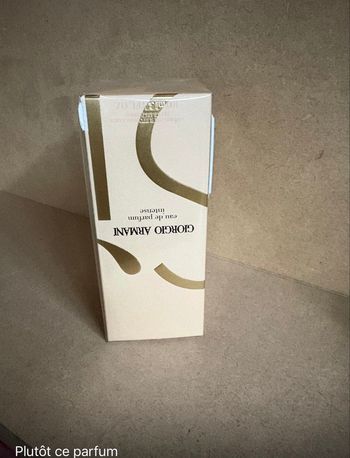 GIORGIO ARMANI
eau de parfum
intense
Plutôt ce parfum